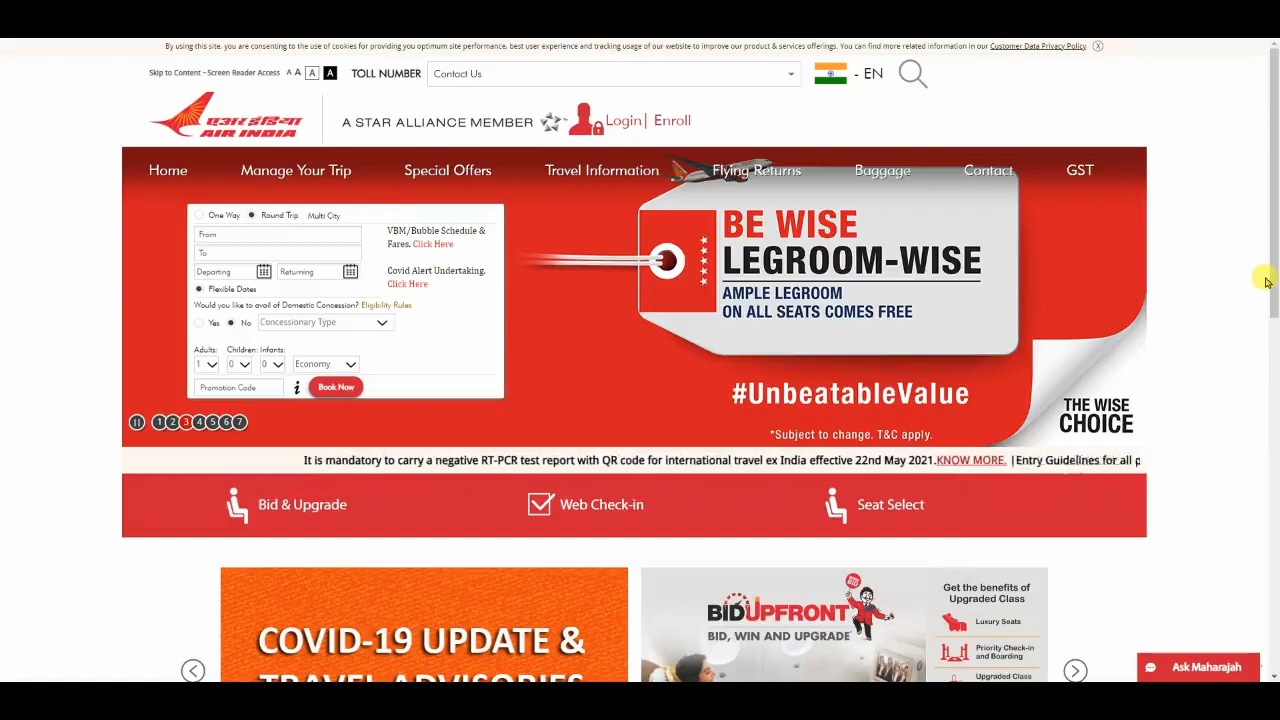 By using this site, you are consenting to the use of cookies for providing you optimum site performance, best user experience and tracking usage of our website to improve our product & services offerings. You can find more related information in our Customer Data Privacy Policy X
Skip to Content - Screen Reader Access A A A A TOLL NUMBER Contact Us - EN
एअर इंडिया
AIR INDIA
A STAR ALLIANCE MEMBER Login| Enroll
Home Manage Your Trip Special Offers Travel Information Flying Returns Baggage Contact GST
One Way Round Trip Multi City
From
To
Departing Returning
Flexible Dates
Would you like to avail of Domestic Concession? Eligibility Rules
Yes No Concessionary Type
Adults: Children: Infants:
1 0 0 Economy
Promotion Code i Book Now
VBM/Bubble Schedule &
Fares. Click Here
Covid Alert Undertaking.
Click Here
BE WISE
LEGROOM-WISE
AMPLE LEGROOM
ON ALL SEATS COMES FREE
#UnbeatableValue
*Subject to change. T&C apply.
THE WISE
CHOICE
1 2 3 4 5 6 7
It is mandatory to carry a negative RT-PCR test report with QR code for international travel ex India effective 22nd May 2021.KNOW MORE. |Entry Guidelines for all p
Bid & Upgrade Web Check-in Seat Select
COVID-19 UPDATE &
TRAVEL ADVISORIES
BIDUPFRONT
BID, WIN AND UPGRADE
Get the benefits of
Upgraded Class
Luxury Seats
Priority Check-in
and Boarding
Upgraded Class
Ask Maharajah